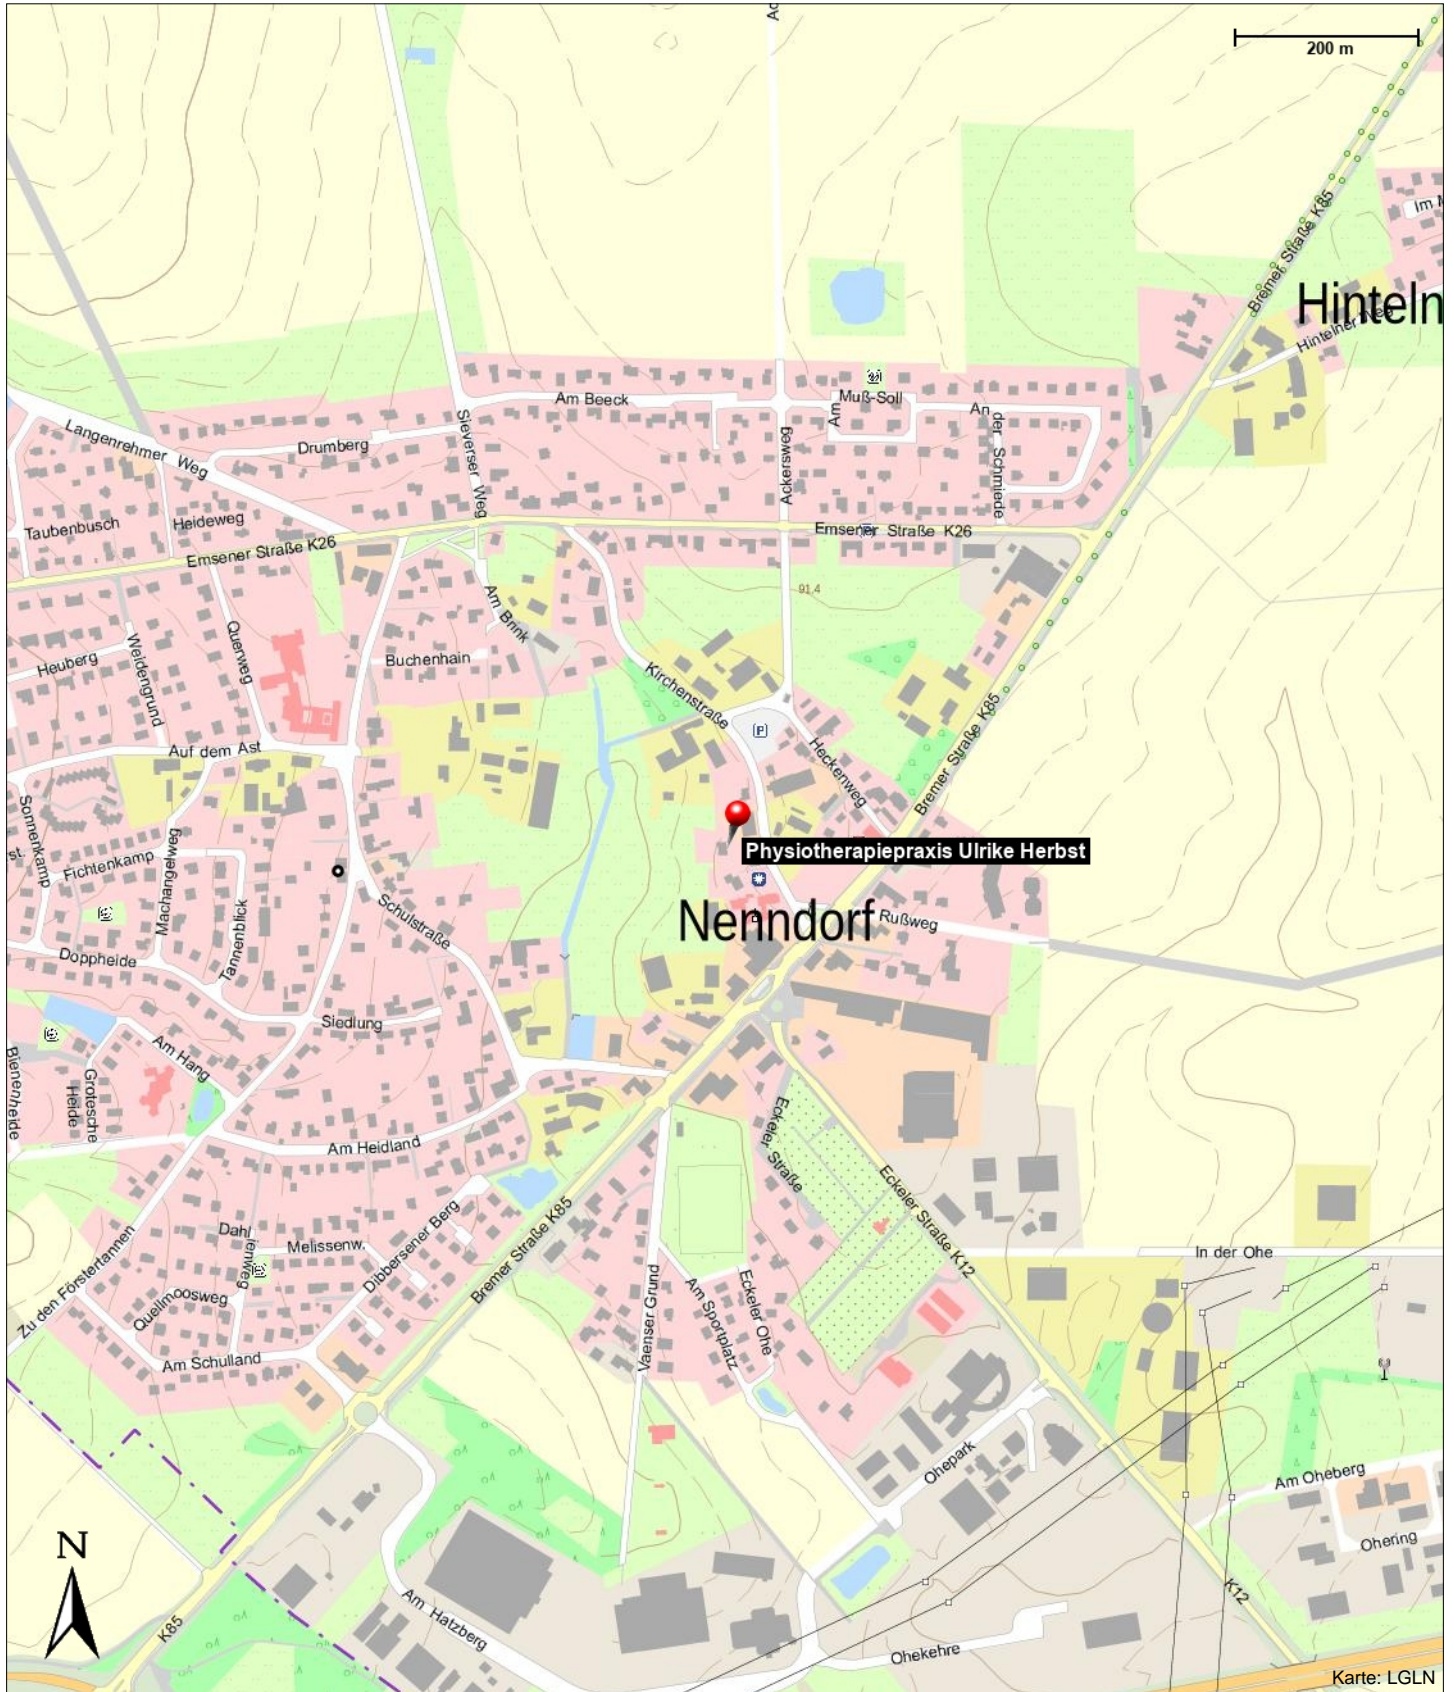 200 m
Bremer Straße K85
Hinteln
Hintelner Weg
Am Beeck
Am
Muß-Soll
An
der Schmiede
Langenrehmer Weg
Drumberg
Sieverser Weg
Ackersweg
Taubenbusch
Heideweg
Emsener Straße K26
Emsener Straße K26
91.4
Am Brink
Buchenhain
Querweg
Weidengrund
Heuberg
Kirchenstraße
P
Auf dem Ast
Heckenweg
Bremer Straße K85
Sonnenkamp
st.
Fichtenkamp
Machangelweg
Tannenblick
Physiotherapiepraxis Ulrike Herbst
Nenndorf
Rußweg
Schulstraße
Doppheide
Siedlung
Am Hang
Bienenheide
Grotesche
Heide
Am Heidland
Eckeler Straße
Eckeler Straße K12
Dahlienweg
Melissenw.
Dibbersener Berg
Bremer Straße K85
In der Ohe
Zu den Förstertannen
Quellmoosweg
Vaenser Grund
Am Sportplatz
Eckeler Ohe
Am Schulland
Ohepark
Am Oheberg
Ohering
N
K85
Am Hatzberg
Ohekehre
K12
Karte: LGLN